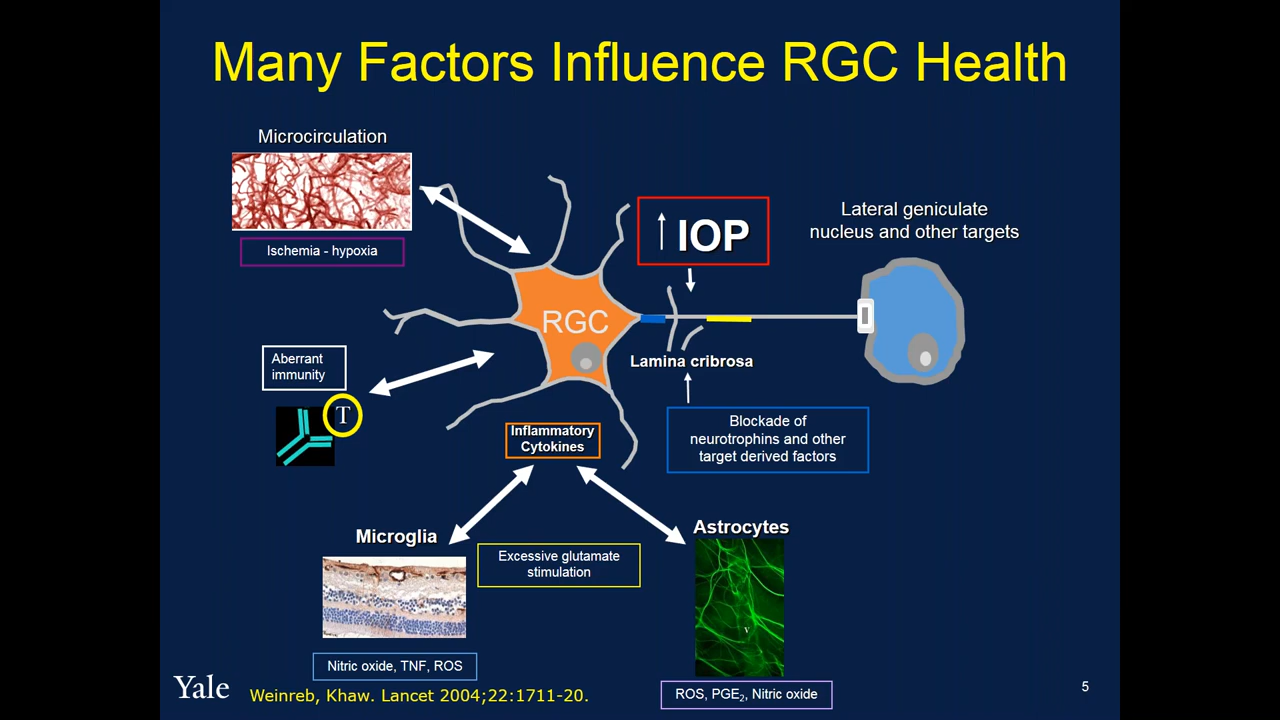 Many Factors Influence RGC Health
Microcirculation
Ischemia - hypoxia
↑ IOP
Lateral geniculate
nucleus and other targets
RGC
Lamina cribrosa
Aberrant
immunity
T
Inflammatory
Cytokines
Blockade of
neurotrophins and other
target derived factors
Microglia
Excessive glutamate
stimulation
Astrocytes
v
Nitric oxide, TNF, ROS
ROS, PGE₂, Nitric oxide
Yale
Weinreb, Khaw. Lancet 2004;22:1711-20.
5